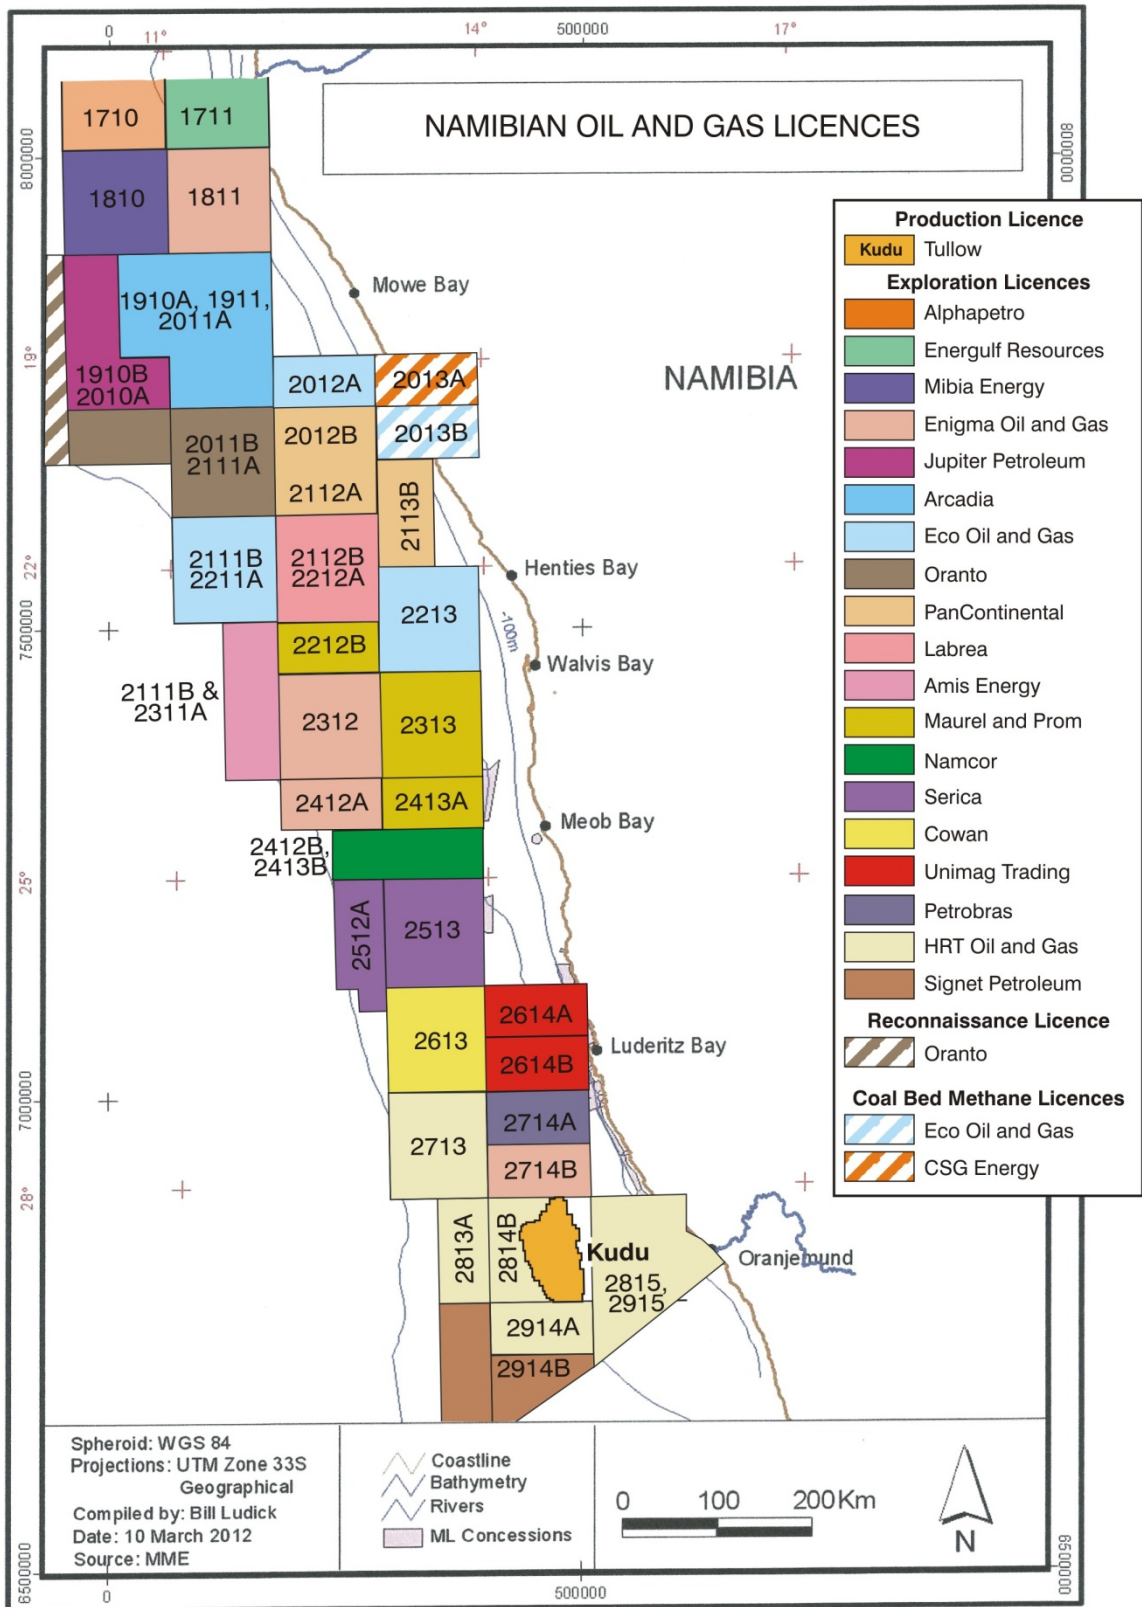 0
500000
11°
14°
17°
NAMIBIAN OIL AND GAS LICENCES
8000000
8000000
1710
1711
1810
1811
Mowe Bay
1910A, 1911,
2011A
19°
1910B
2010A
2012A
2013A
NAMIBIA
2011B
2111A
2012B
2112A
2013B
2113B
22°
2111B
2211A
2112B
2212A
Henties Bay
2213
-100m
7500000
2212B
Walvis Bay
2111B &
2311A
2312
2313
2412A
2413A
Meob Bay
2412B,
2413B
25°
2512A
2513
2614A
2613
2614B
Luderitz Bay
7000000
2713
2714A
2714B
28°
2813A
2814B
Kudu
2815,
2915
Oranjemund
2914A
2914B
Production Licence
Kudu Tullow
Exploration Licences
Alphapetro
Energulf Resources
Mibia Energy
Enigma Oil and Gas
Jupiter Petroleum
Arcadia
Eco Oil and Gas
Oranto
PanContinental
Labrea
Amis Energy
Maurel and Prom
Namcor
Serica
Cowan
Unimag Trading
Petrobras
HRT Oil and Gas
Signet Petroleum
Reconnaissance Licence
Oranto
Coal Bed Methane Licences
Eco Oil and Gas
CSG Energy
Spheroid: WGS 84
Projections: UTM Zone 33S
Geographical
Compiled by: Bill Ludick
Date: 10 March 2012
Source: MME
Coastline
Bathymetry
Rivers
ML Concessions
0 100 200Km
N
6500000
6500000
0
500000